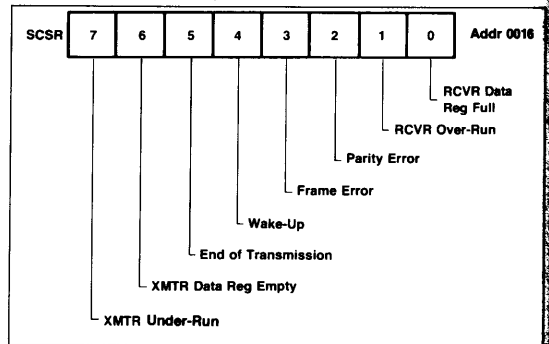 SCSR 7 6 5 4 3 2 1 0 Addr 0016
RCVR Data
Reg Full
RCVR Over-Run
Parity Error
Frame Error
Wake-Up
End of Transmission
XMTR Data Reg Empty
XMTR Under-Run